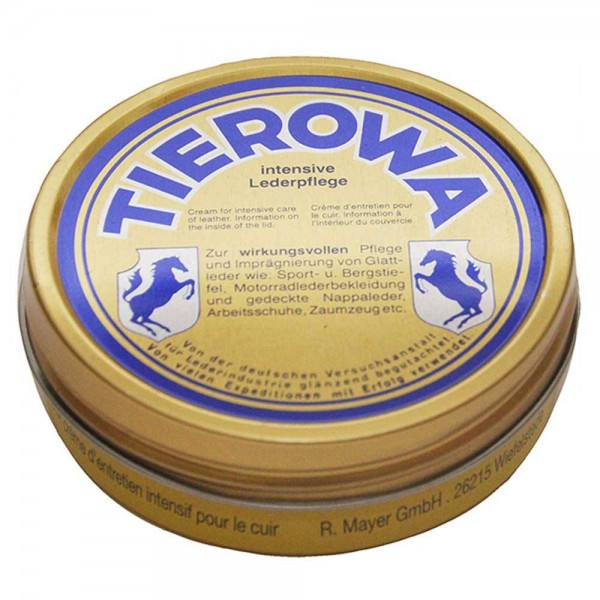 TIEROWA
intensive
Lederpflege
Cream for intensive care
of leather. Information on
the inside of the lid.
Crème d'entretien pour
le cuir. Information à
l'intérieur du couvercle.
Zur wirkungsvollen Pflege
und Imprägnierung von Glatt-
leder wie: Sport- u. Bergstie-
fel, Motorradlederbekleidung
und gedeckte Nappaleder,
Arbeitsschuhe, Zaumzeug etc.
Von der deutschen Versuchsanstalt
für Lederindustrie glänzend begutachtet.
Von vielen Expeditionen mit Erfolg verwendet.
crème d'entretien intensif pour le cuir
R. Mayer GmbH . 26215 Wiefelstede